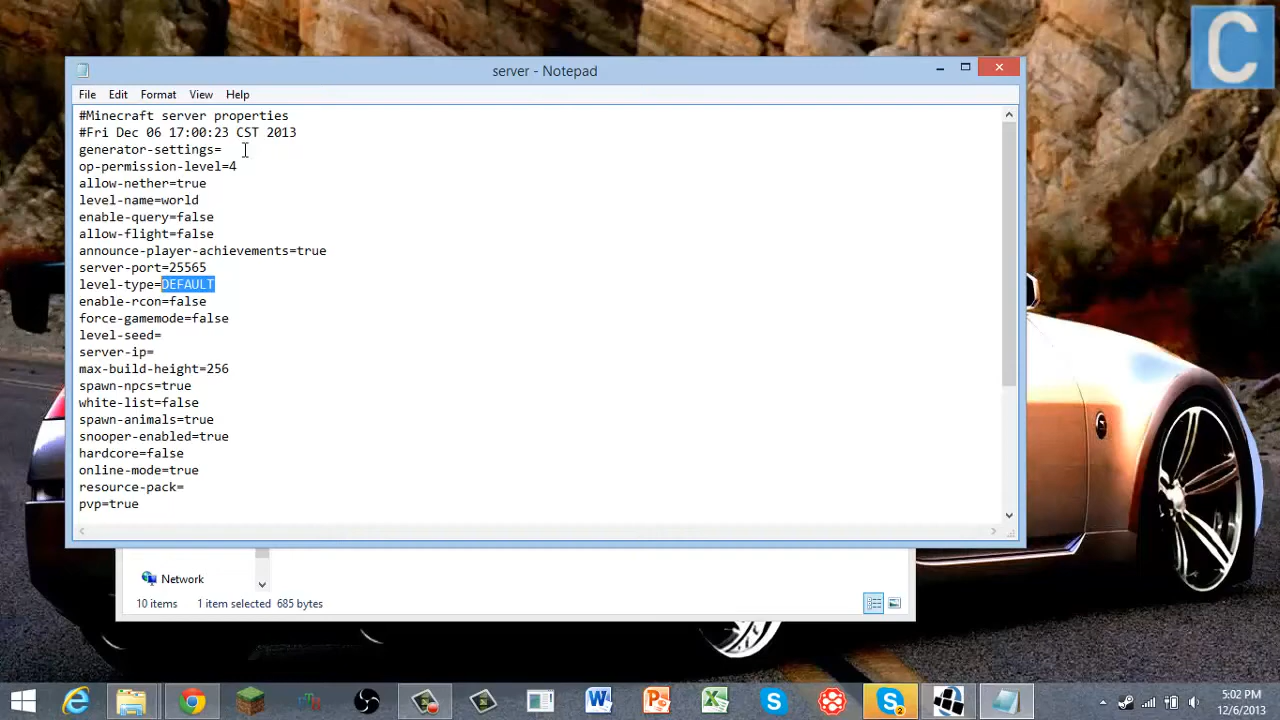 C
server - Notepad
File Edit Format View Help
#Minecraft server properties
#Fri Dec 06 17:00:23 CST 2013
generator-settings=
op-permission-level=4
allow-nether=true
level-name=world
enable-query=false
allow-flight=false
announce-player-achievements=true
server-port=25565
level-type=DEFAULT
enable-rcon=false
force-gamemode=false
level-seed=
server-ip=
max-build-height=256
spawn-npcs=true
white-list=false
spawn-animals=true
snooper-enabled=true
hardcore=false
online-mode=true
resource-pack=
pvp=true
Network
10 items 1 item selected 685 bytes
5:02 PM
12/6/2013